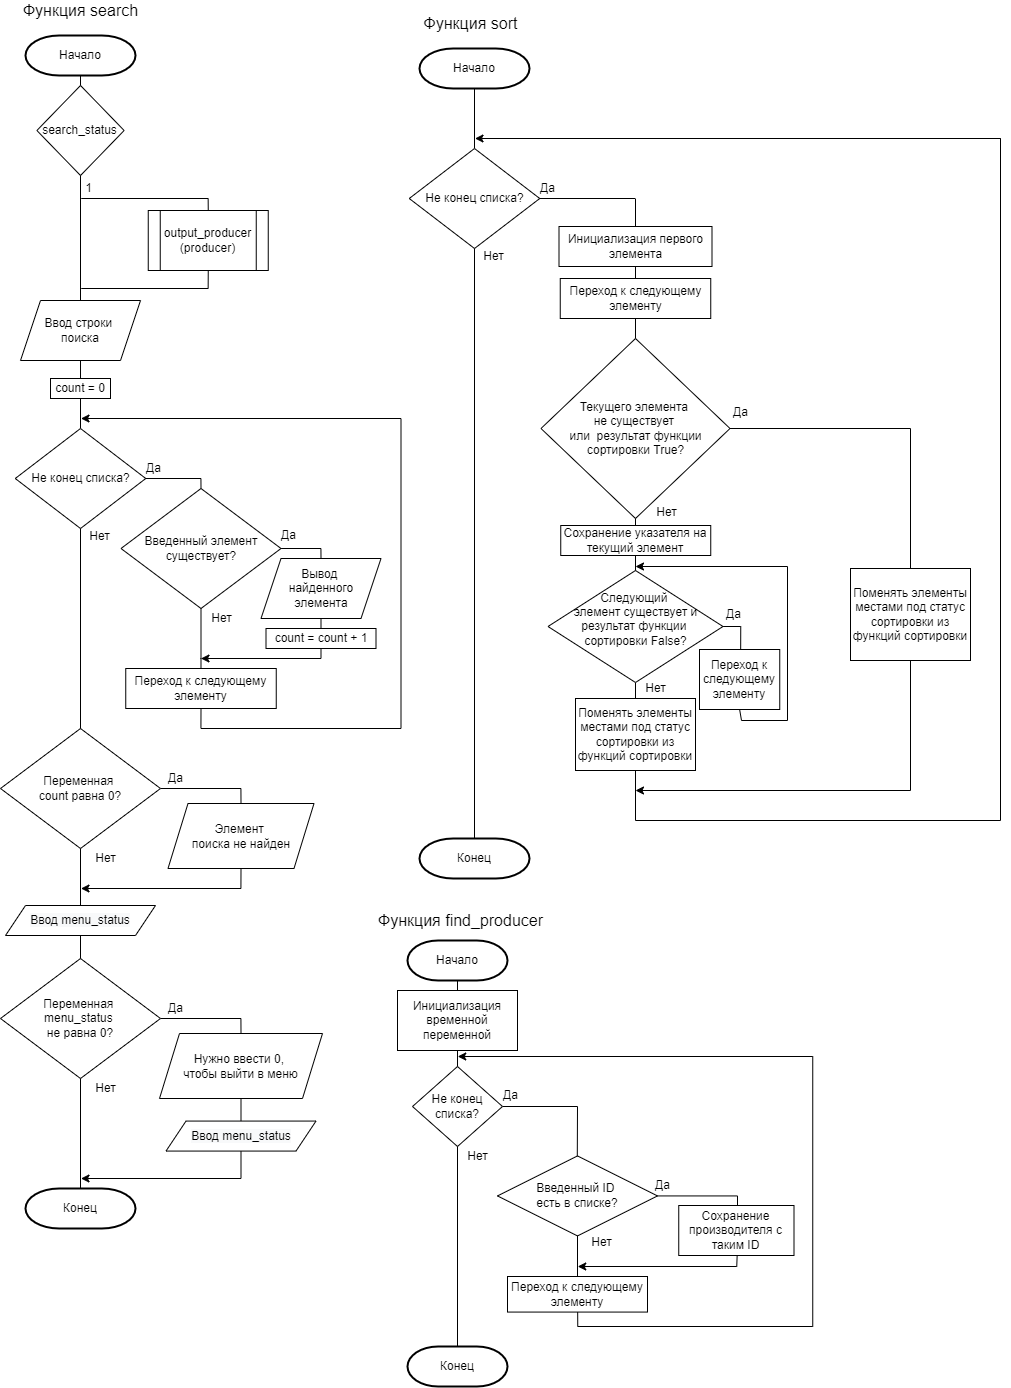 Функция search
Начало
search_status
1
output_producer
(producer)
Ввод строки
поиска
count = 0
Не конец списка?
Да
Нет
Введенный элемент
существует?
Да
Нет
Вывод
найденного
элемента
count = count + 1
Переход к следующему
элементу
Переменная
count равна 0?
Да
Нет
Элемент
поиска не найден
Ввод menu_status
Переменная
menu_status
не равна 0?
Да
Нет
Нужно ввести 0,
чтобы выйти в меню
Ввод menu_status
Конец
Функция sort
Начало
Не конец списка?
Да
Нет
Инициализация первого
элемента
Переход к следующему
элементу
Текущего элемента
не существует
или результат функции
сортировки True?
Да
Нет
Сохранение указателя на
текущий элемент
Следующий
элемент существует и
результат функции
сортировки False?
Да
Нет
Переход к
следующему
элементу
Поменять элементы
местами под статус
сортировки из
функций сортировки
Поменять элементы
местами под статус
сортировки из
функций сортировки
Конец
Функция find_producer
Начало
Инициализация
временной
переменной
Не конец
списка?
Да
Нет
Введенный ID
есть в списке?
Да
Нет
Сохранение
производителя с
таким ID
Переход к следующему
элементу
Конец